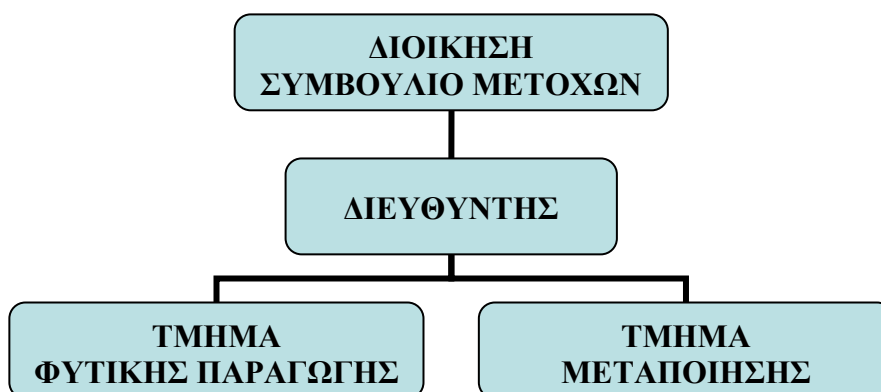 ΔΙΟΙΚΗΣΗ
ΣΥΜΒΟΥΛΙΟ ΜΕΤΟΧΩΝ
ΔΙΕΥΘΥΝΤΗΣ
ΤΜΗΜΑ
ΦΥΤΙΚΗΣ ΠΑΡΑΓΩΓΗΣ
ΤΜΗΜΑ
ΜΕΤΑΠΟΙΗΣΗΣ